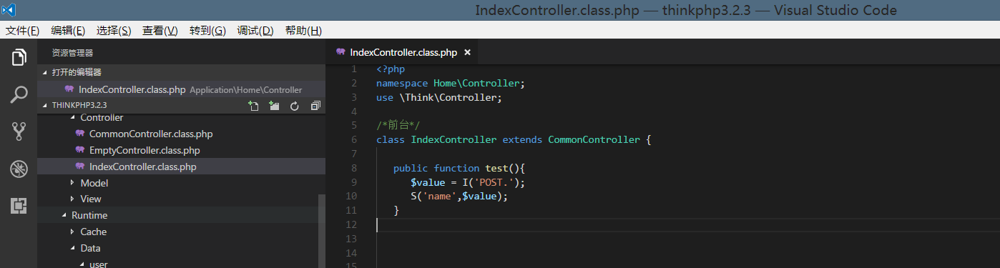 IndexController.class.php — thinkphp3.2.3 — Visual Studio Code
文件(F) 编辑(E) 选择(S) 查看(V) 转到(G) 调试(D) 帮助(H)
资源管理器
打开的编辑器
IndexController.class.php Application\Home\Controller
THINKPHP3.2.3
Controller
CommonController.class.php
EmptyController.class.php
IndexController.class.php
Model
View
Runtime
Cache
Data
user
IndexController.class.php ×
1 <?php
2 namespace Home\Controller;
3 use \Think\Controller;
4
5 /*前台*/
6 class IndexController extends CommonController {
7
8 public function test(){
9 $value = I('POST.');
10 S('name',$value);
11 }
12
13
14
15